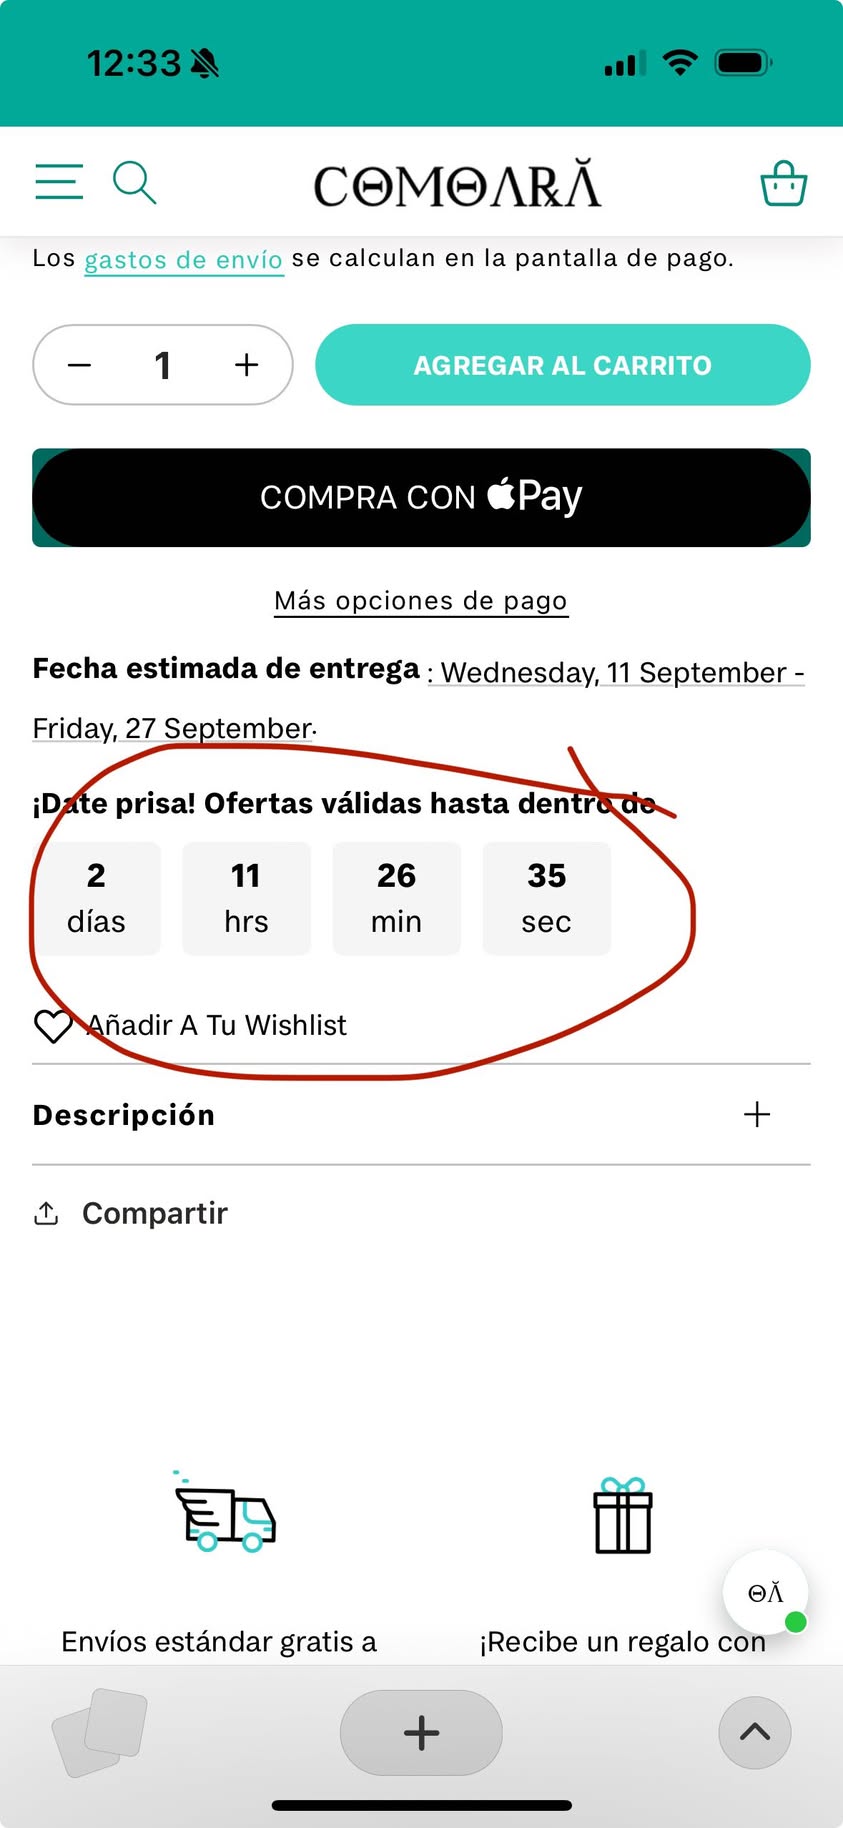 12:33
COMOARĂ
Los gastos de envío se calculan en la pantalla de pago.
− 1 + AGREGAR AL CARRITO
COMPRA CON Pay
Más opciones de pago
Fecha estimada de entrega : Wednesday, 11 September -
Friday, 27 September.
¡Date prisa! Ofertas válidas hasta dentro de
2 11 26 35
días hrs min sec
Añadir A Tu Wishlist
Descripción +
Compartir
ΘĂ
Envíos estándar gratis a ¡Recibe un regalo con
+